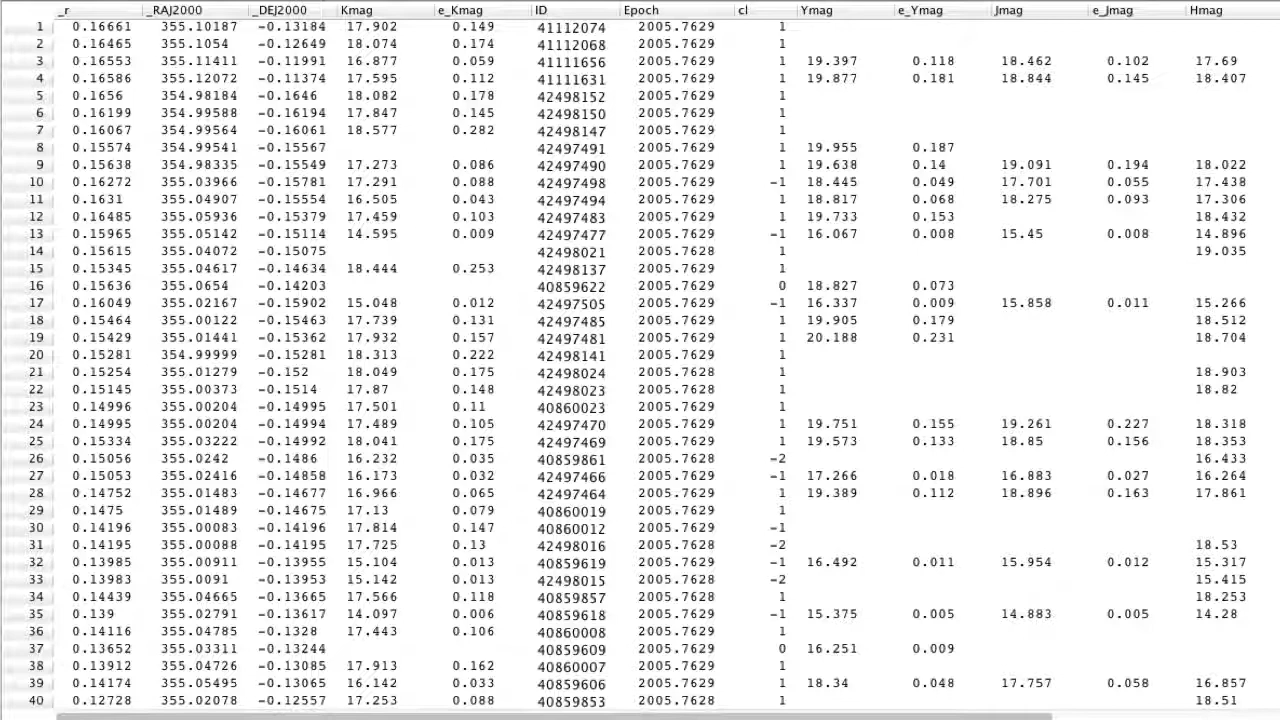 _r _RAJ2000 _DEJ2000 Kmag e_Kmag ID Epoch cl Ymag e_Ymag Jmag e_Jmag Hmag
1 0.16661 355.10187 -0.13184 17.902 0.149 41112074 2005.7629 1
2 0.16465 355.1054 -0.12649 18.074 0.174 41112068 2005.7629 1
3 0.16553 355.11411 -0.11991 16.877 0.059 41111656 2005.7629 1 19.397 0.118 18.462 0.102 17.69
4 0.16586 355.12072 -0.11374 17.595 0.112 41111631 2005.7629 1 19.877 0.181 18.844 0.145 18.407
5 0.1656 354.98184 -0.1646 18.082 0.178 42498152 2005.7629 1
6 0.16199 354.99588 -0.16194 17.847 0.145 42498150 2005.7629 1
7 0.16067 354.99564 -0.16061 18.577 0.282 42498147 2005.7629 1
8 0.15574 354.99541 -0.15567 42497491 2005.7629 1 19.955 0.187
9 0.15638 354.98335 -0.15549 17.273 0.086 42497490 2005.7629 1 19.638 0.14 19.091 0.194 18.022
10 0.16272 355.03966 -0.15781 17.291 0.088 42497498 2005.7629 -1 18.445 0.049 17.701 0.055 17.438
11 0.1631 355.04907 -0.15554 16.505 0.043 42497494 2005.7629 1 18.817 0.068 18.275 0.093 17.306
12 0.16485 355.05936 -0.15379 17.459 0.103 42497483 2005.7629 1 19.733 0.153 18.432
13 0.15965 355.05142 -0.15114 14.595 0.009 42497477 2005.7629 -1 16.067 0.008 15.45 0.008 14.896
14 0.15615 355.04072 -0.15075 42498021 2005.7628 1 19.035
15 0.15345 355.04617 -0.14634 18.444 0.253 42498137 2005.7629 1
16 0.15636 355.0654 -0.14203 40859622 2005.7629 0 18.827 0.073
17 0.16049 355.02167 -0.15902 15.048 0.012 42497505 2005.7629 -1 16.337 0.009 15.858 0.011 15.266
18 0.15464 355.00122 -0.15463 17.739 0.131 42497485 2005.7629 1 19.905 0.179 18.512
19 0.15429 355.01441 -0.15362 17.932 0.157 42497481 2005.7629 1 20.188 0.231 18.704
20 0.15281 354.99999 -0.15281 18.313 0.222 42498141 2005.7629 1
21 0.15254 355.01279 -0.152 18.049 0.175 42498024 2005.7628 1 18.903
22 0.15145 355.00373 -0.1514 17.87 0.148 42498023 2005.7628 1 18.82
23 0.14996 355.00204 -0.14995 17.501 0.11 40860023 2005.7629 1
24 0.14995 355.00204 -0.14994 17.489 0.105 42497470 2005.7629 1 19.751 0.155 19.261 0.227 18.318
25 0.15334 355.03222 -0.14992 18.041 0.175 42497469 2005.7629 1 19.573 0.133 18.85 0.156 18.353
26 0.15056 355.0242 -0.1486 16.232 0.035 40859861 2005.7628 -2 16.433
27 0.15053 355.02416 -0.14858 16.173 0.032 42497466 2005.7629 -1 17.266 0.018 16.883 0.027 16.264
28 0.14752 355.01483 -0.14677 16.966 0.065 42497464 2005.7629 1 19.389 0.112 18.896 0.163 17.861
29 0.1475 355.01489 -0.14675 17.13 0.079 40860019 2005.7629 1
30 0.14196 355.00083 -0.14196 17.814 0.147 40860012 2005.7629 -1
31 0.14195 355.00088 -0.14195 17.725 0.13 42498016 2005.7628 -2 18.53
32 0.13985 355.00911 -0.13955 15.104 0.013 40859619 2005.7629 -1 16.492 0.011 15.954 0.012 15.317
33 0.13983 355.0091 -0.13953 15.142 0.013 42498015 2005.7628 -2 15.415
34 0.14439 355.04665 -0.13665 17.566 0.118 40859857 2005.7628 1 18.253
35 0.139 355.02791 -0.13617 14.097 0.006 40859618 2005.7629 -1 15.375 0.005 14.883 0.005 14.28
36 0.14116 355.04785 -0.1328 17.443 0.106 40860008 2005.7629 1
37 0.13652 355.03311 -0.13244 40859609 2005.7629 0 16.251 0.009
38 0.13912 355.04726 -0.13085 17.913 0.162 40860007 2005.7629 1
39 0.14174 355.05495 -0.13065 16.142 0.033 40859606 2005.7629 1 18.34 0.048 17.757 0.058 16.857
40 0.12728 355.02078 -0.12557 17.253 0.088 40859853 2005.7628 1 18.51